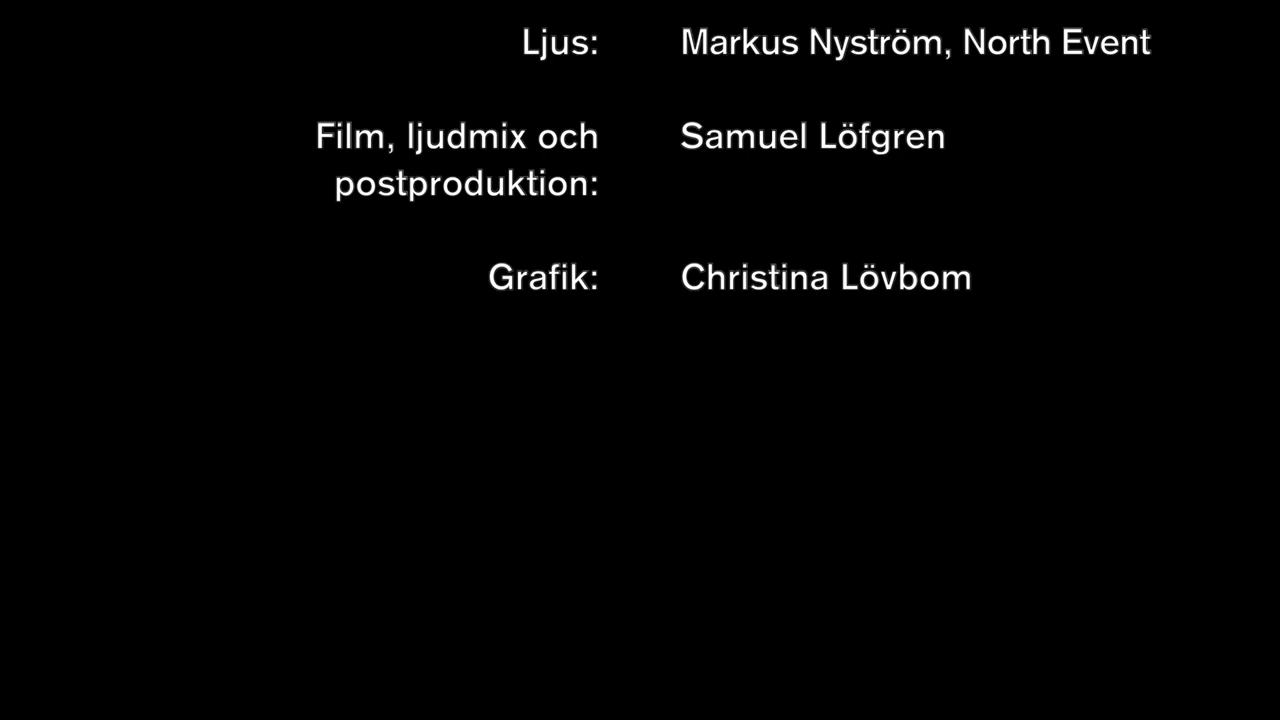 Ljus: Markus Nyström, North Event
Film, ljudmix och Samuel Löfgren
postproduktion:
Grafik: Christina Lövbom